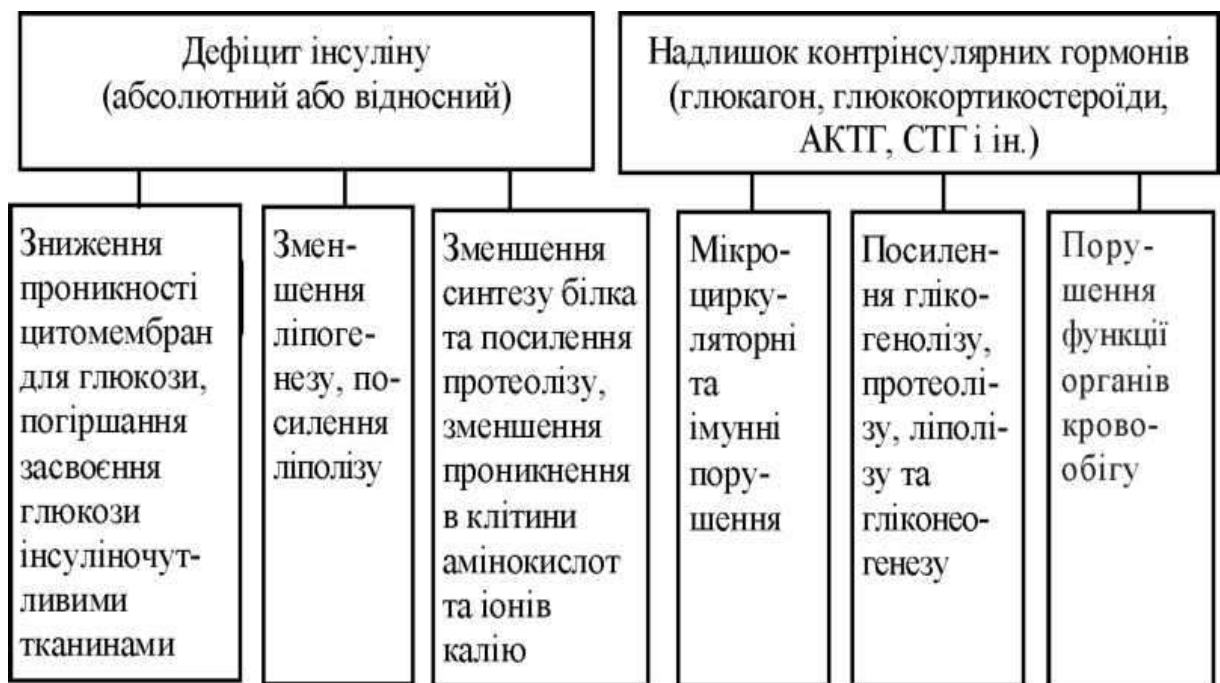 Дефіцит інсуліну
(абсолютний або відносний)
Надлишок контрінсулярних гормонів
(глюкагон, глюкокортикостероїди,
АКТГ, СТГ і ін.)
Зниження
проникності
цитомембран
для глюкози,
погіршання
засвоєння
глюкози
інсуліночут-
ливими
тканинами
Змен-
шення
ліпоге-
незу, по-
силення
ліполізу
Зменшення
синтезу білка
та посилення
протеолізу,
зменшення
проникнення
в клітини
амінокислот
та іонів
калію
Мікро-
цирку-
ляторні
та
імунні
пору-
шення
Посилен-
ня гліко-
генолізу,
протеолі-
зу, ліполі-
зу та
гліконео-
генезу
Пору-
шення
функції
органів
крово-
обігу